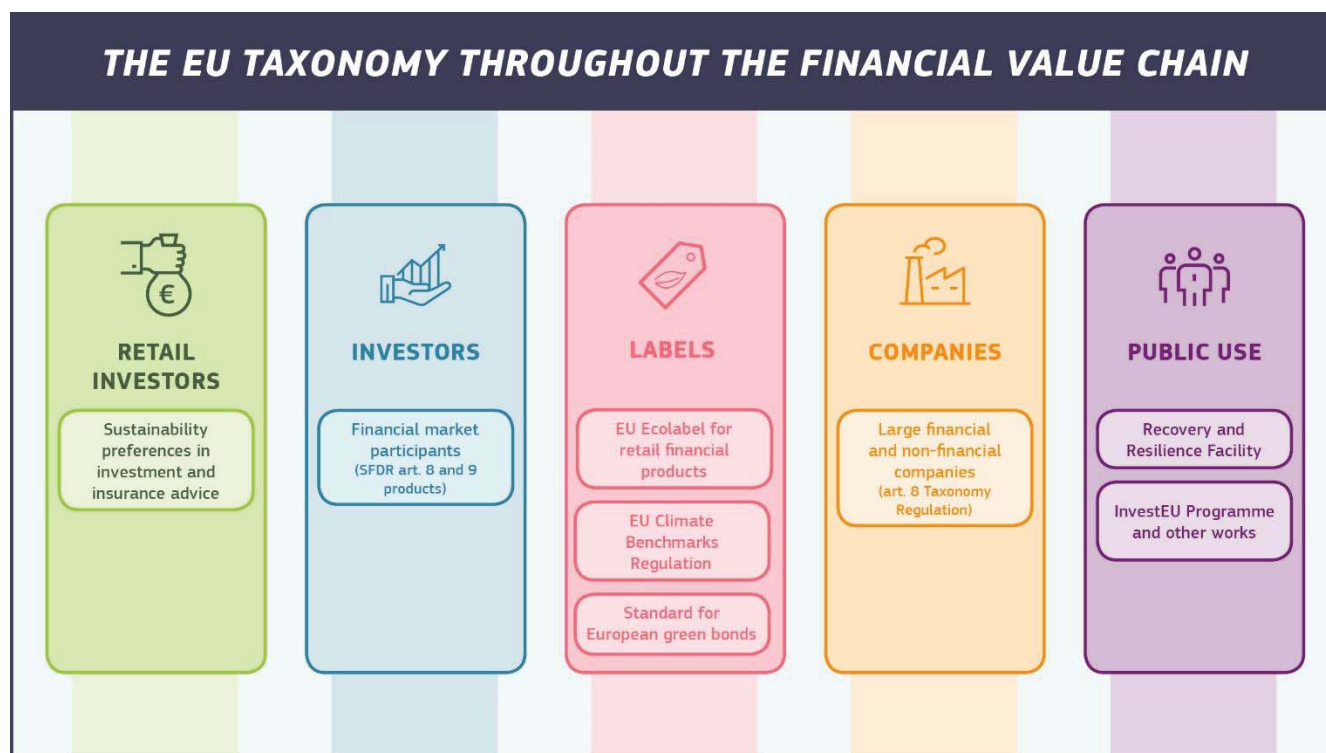 THE EU TAXONOMY THROUGHOUT THE FINANCIAL VALUE CHAIN
€
RETAIL
INVESTORS
Sustainability
preferences in
investment and
insurance advice
INVESTORS
Financial market
participants
(SFDR art. 8 and 9
products)
LABELS
EU Ecolabel for
retail financial
products
EU Climate
Benchmarks
Regulation
Standard for
European green bonds
COMPANIES
Large financial
and non-financial
companies
(art. 8 Taxonomy
Regulation)
PUBLIC USE
Recovery and
Resilience Facility
InvestEU Programme
and other works